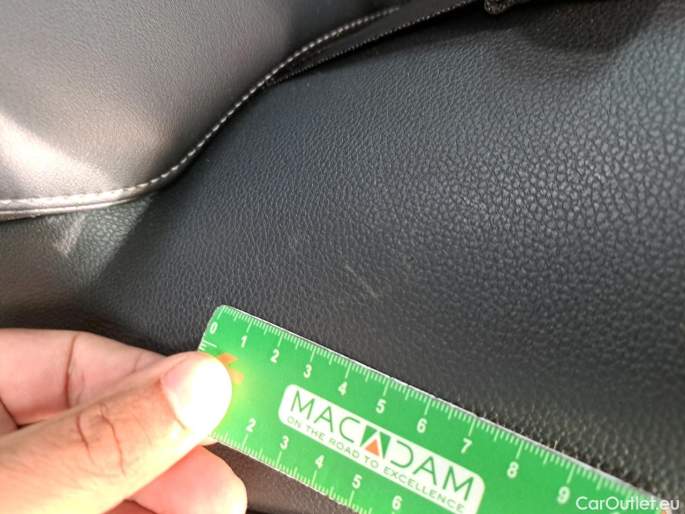 0 1 2 3 4 5 6 7 8 9
MACADAM
ON THE ROAD TO EXCELLENCE
2 3 4 5 6
CarOutlet.eu